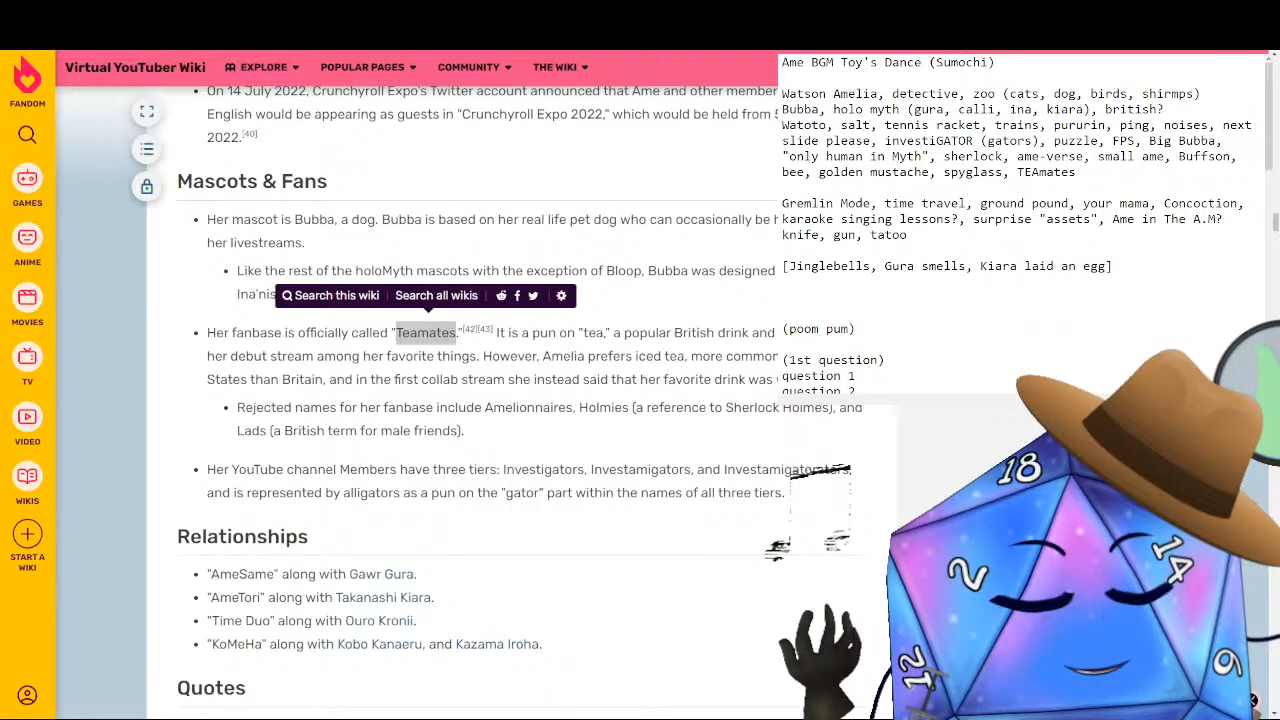 FANDOM
GAMES
ANIME
MOVIES
TV
VIDEO
WIKIS
START A
WIKI
Virtual YouTuber Wiki
EXPLORE
POPULAR PAGES
COMMUNITY
THE WIKI
On 14 July 2022, Crunchyroll Expo's Twitter account announced that Ame and other member
English would be appearing as guests in "Crunchyroll Expo 2022," which would be held from 5
2022.[40]
Mascots & Fans
Her mascot is Bubba, a dog. Bubba is based on her real life pet dog who can occasionally be h
her livestreams.
Like the rest of the holoMyth mascots with the exception of Bloop, Bubba was designed
Ina'nis
Search this wiki
Search all wikis
Her fanbase is officially called "Teamates."[42][43] It is a pun on "tea," a popular British drink and
her debut stream among her favorite things. However, Amelia prefers iced tea, more common
States than Britain, and in the first collab stream she instead said that her favorite drink was
Rejected names for her fanbase include Amelionnaires, Holmies (a reference to Sherlock Holmes), and
Lads (a British term for male friends).
Her YouTube channel Members have three tiers: Investigators, Investamigators, and Investamigatorators,
and is represented by alligators as a pun on the "gator" part within the names of all three tiers.
Relationships
"AmeSame" along with Gawr Gura.
"AmeTori" along with Takanashi Kiara.
"Time Duo" along with Ouro Kronii.
"KoMeHa" along with Kobo Kanaeru, and Kazama Iroha.
Quotes
Ame BGM Toy's Dance (Sumochi)
Watson Amelia, detective, zoo (cats, dog, birds, shirmps)
Bubba, holo myth (gura, calli, ina, kiara), british?
Watoto, salt, tennis racket, trains, pururin, ping, noises, next
slide please, investiGATOR (gators), puzzle, FPS, Big Bubba,
"only human in Myth", sherlock, ame-verse, small ame, Buffson,
bee, golden mustache, spyglass, TEAmates
Gremlin Mode, time travel, ground pound, your mama, Concoction,
karaoke singing lessons?, surprise "assets", Ame in The A.M?
knife, gun, tatoo
[Jinglebells, Gura smells, Kiara laid an egg]
(poom pum)
(1st question)
question 1
question 2
18
2
14
12
6